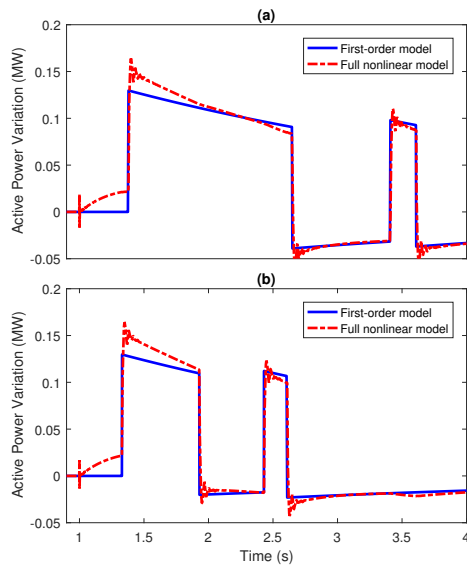 (a)
0.2
0.15
0.1
0.05
0
-0.05
Active Power Variation (MW)
First-order model
Full nonlinear model
(b)
0.2
0.15
0.1
0.05
0
-0.05
Active Power Variation (MW)
First-order model
Full nonlinear model
1 1.5 2 2.5 3 3.5 4
Time (s)